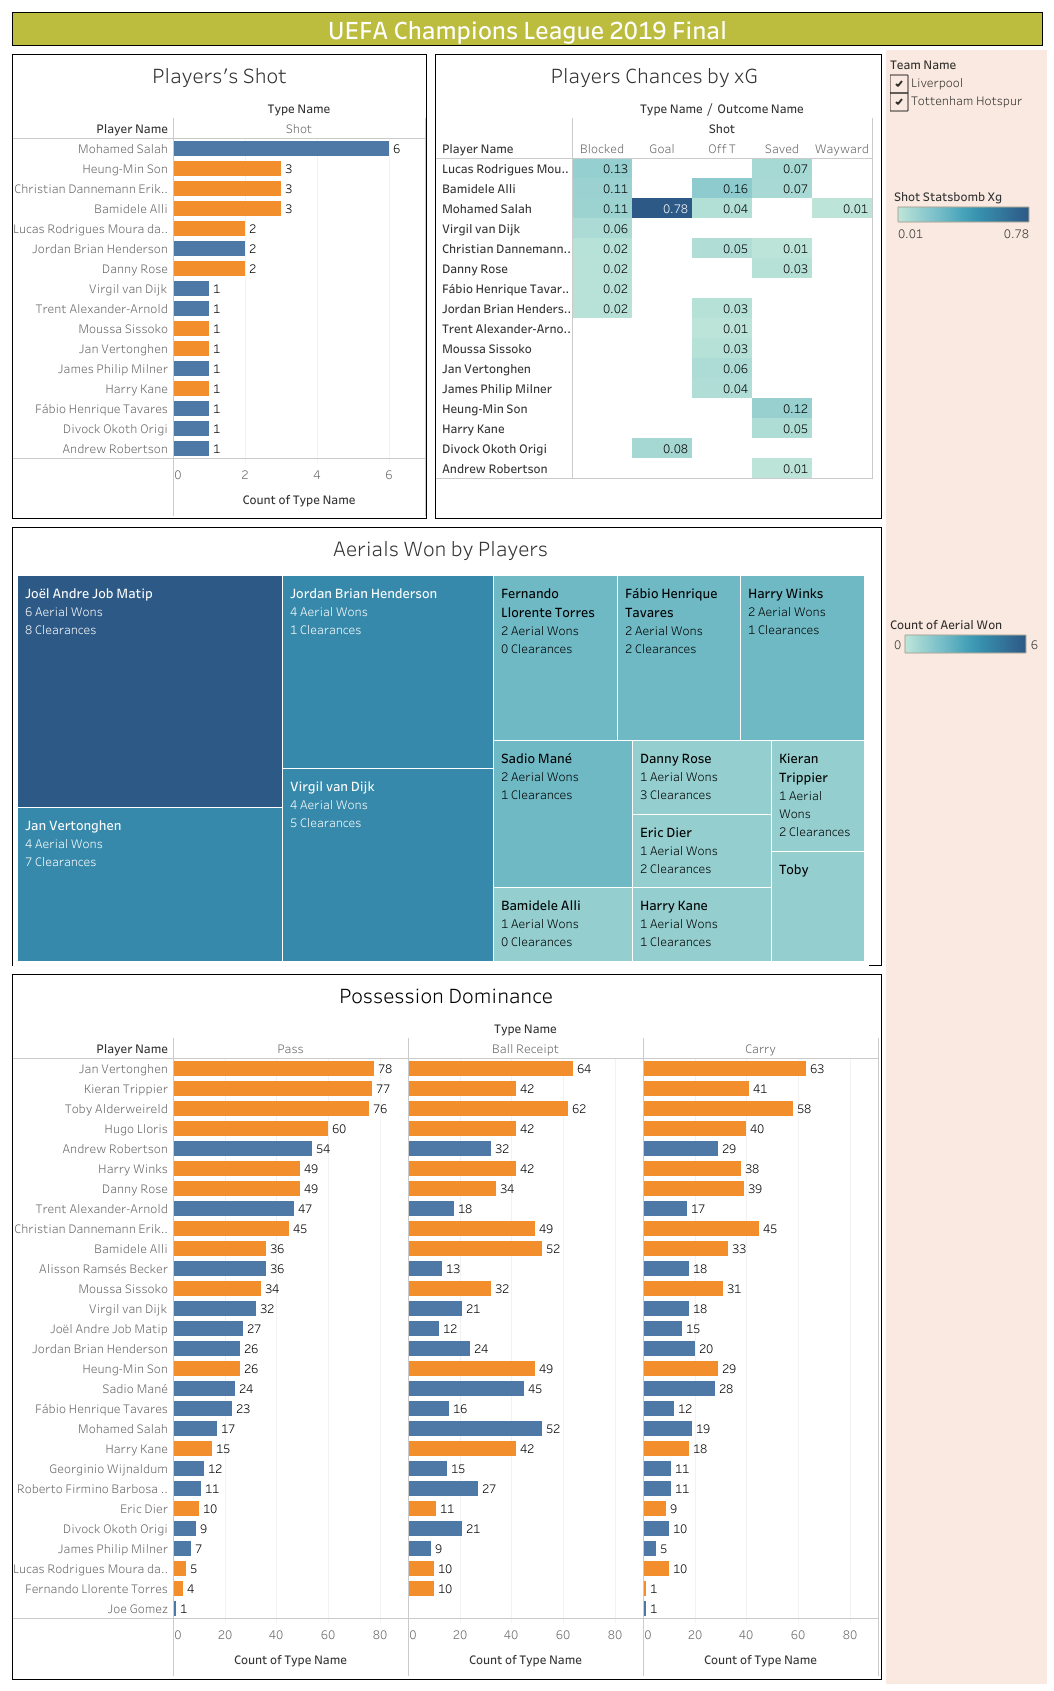 UEFA Champions League 2019 Final
Players's Shot
Type Name
Player Name Shot
Mohamed Salah 6
Heung-Min Son 3
Christian Dannemann Erik.. 3
Bamidele Alli 3
Lucas Rodrigues Moura da.. 2
Jordan Brian Henderson 2
Danny Rose 2
Virgil van Dijk 1
Trent Alexander-Arnold 1
Moussa Sissoko 1
Jan Vertonghen 1
James Philip Milner 1
Harry Kane 1
Fábio Henrique Tavares 1
Divock Okoth Origi 1
Andrew Robertson 1
0 2 4 6
Count of Type Name
Players Chances by xG
Type Name / Outcome Name
Shot
Player Name Blocked Goal Off T Saved Wayward
Lucas Rodrigues Mou.. 0.13 0.07
Bamidele Alli 0.11 0.16 0.07
Mohamed Salah 0.11 0.78 0.04 0.01
Virgil van Dijk 0.06
Christian Dannemann.. 0.02 0.05 0.01
Danny Rose 0.02 0.03
Fábio Henrique Tavar.. 0.02
Jordan Brian Henders.. 0.02 0.03
Trent Alexander-Arno.. 0.01
Moussa Sissoko 0.03
Jan Vertonghen 0.06
James Philip Milner 0.04
Heung-Min Son 0.12
Harry Kane 0.05
Divock Okoth Origi 0.08
Andrew Robertson 0.01
Team Name
Liverpool
Tottenham Hotspur
Shot Statsbomb Xg
0.01 0.78
Aerials Won by Players
Joël Andre Job Matip
6 Aerial Wons
8 Clearances
Jan Vertonghen
4 Aerial Wons
7 Clearances
Jordan Brian Henderson
4 Aerial Wons
1 Clearances
Virgil van Dijk
4 Aerial Wons
5 Clearances
Fernando
Llorente Torres
2 Aerial Wons
0 Clearances
Fábio Henrique
Tavares
2 Aerial Wons
2 Clearances
Harry Winks
2 Aerial Wons
1 Clearances
Sadio Mané
2 Aerial Wons
1 Clearances
Bamidele Alli
1 Aerial Wons
0 Clearances
Danny Rose
1 Aerial Wons
3 Clearances
Eric Dier
1 Aerial Wons
2 Clearances
Harry Kane
1 Aerial Wons
1 Clearances
Kieran
Trippier
1 Aerial
Wons
2 Clearances
Toby
Count of Aerial Won
0 6
Possession Dominance
Type Name
Player Name Pass Ball Receipt Carry
Jan Vertonghen 78 64 63
Kieran Trippier 77 42 41
Toby Alderweireld 76 62 58
Hugo Lloris 60 42 40
Andrew Robertson 54 32 29
Harry Winks 49 42 38
Danny Rose 49 34 39
Trent Alexander-Arnold 47 18 17
Christian Dannemann Erik.. 45 49 45
Bamidele Alli 36 52 33
Alisson Ramsés Becker 36 13 18
Moussa Sissoko 34 32 31
Virgil van Dijk 32 21 18
Joël Andre Job Matip 27 12 15
Jordan Brian Henderson 26 24 20
Heung-Min Son 26 49 29
Sadio Mané 24 45 28
Fábio Henrique Tavares 23 16 12
Mohamed Salah 17 52 19
Harry Kane 15 42 18
Georginio Wijnaldum 12 15 11
Roberto Firmino Barbosa .. 11 27 11
Eric Dier 10 11 9
Divock Okoth Origi 9 21 10
James Philip Milner 7 9 5
Lucas Rodrigues Moura da.. 5 10 10
Fernando Llorente Torres 4 10 1
Joe Gomez 1 1
0 20 40 60 80 0 20 40 60 80 0 20 40 60 80
Count of Type Name Count of Type Name Count of Type Name